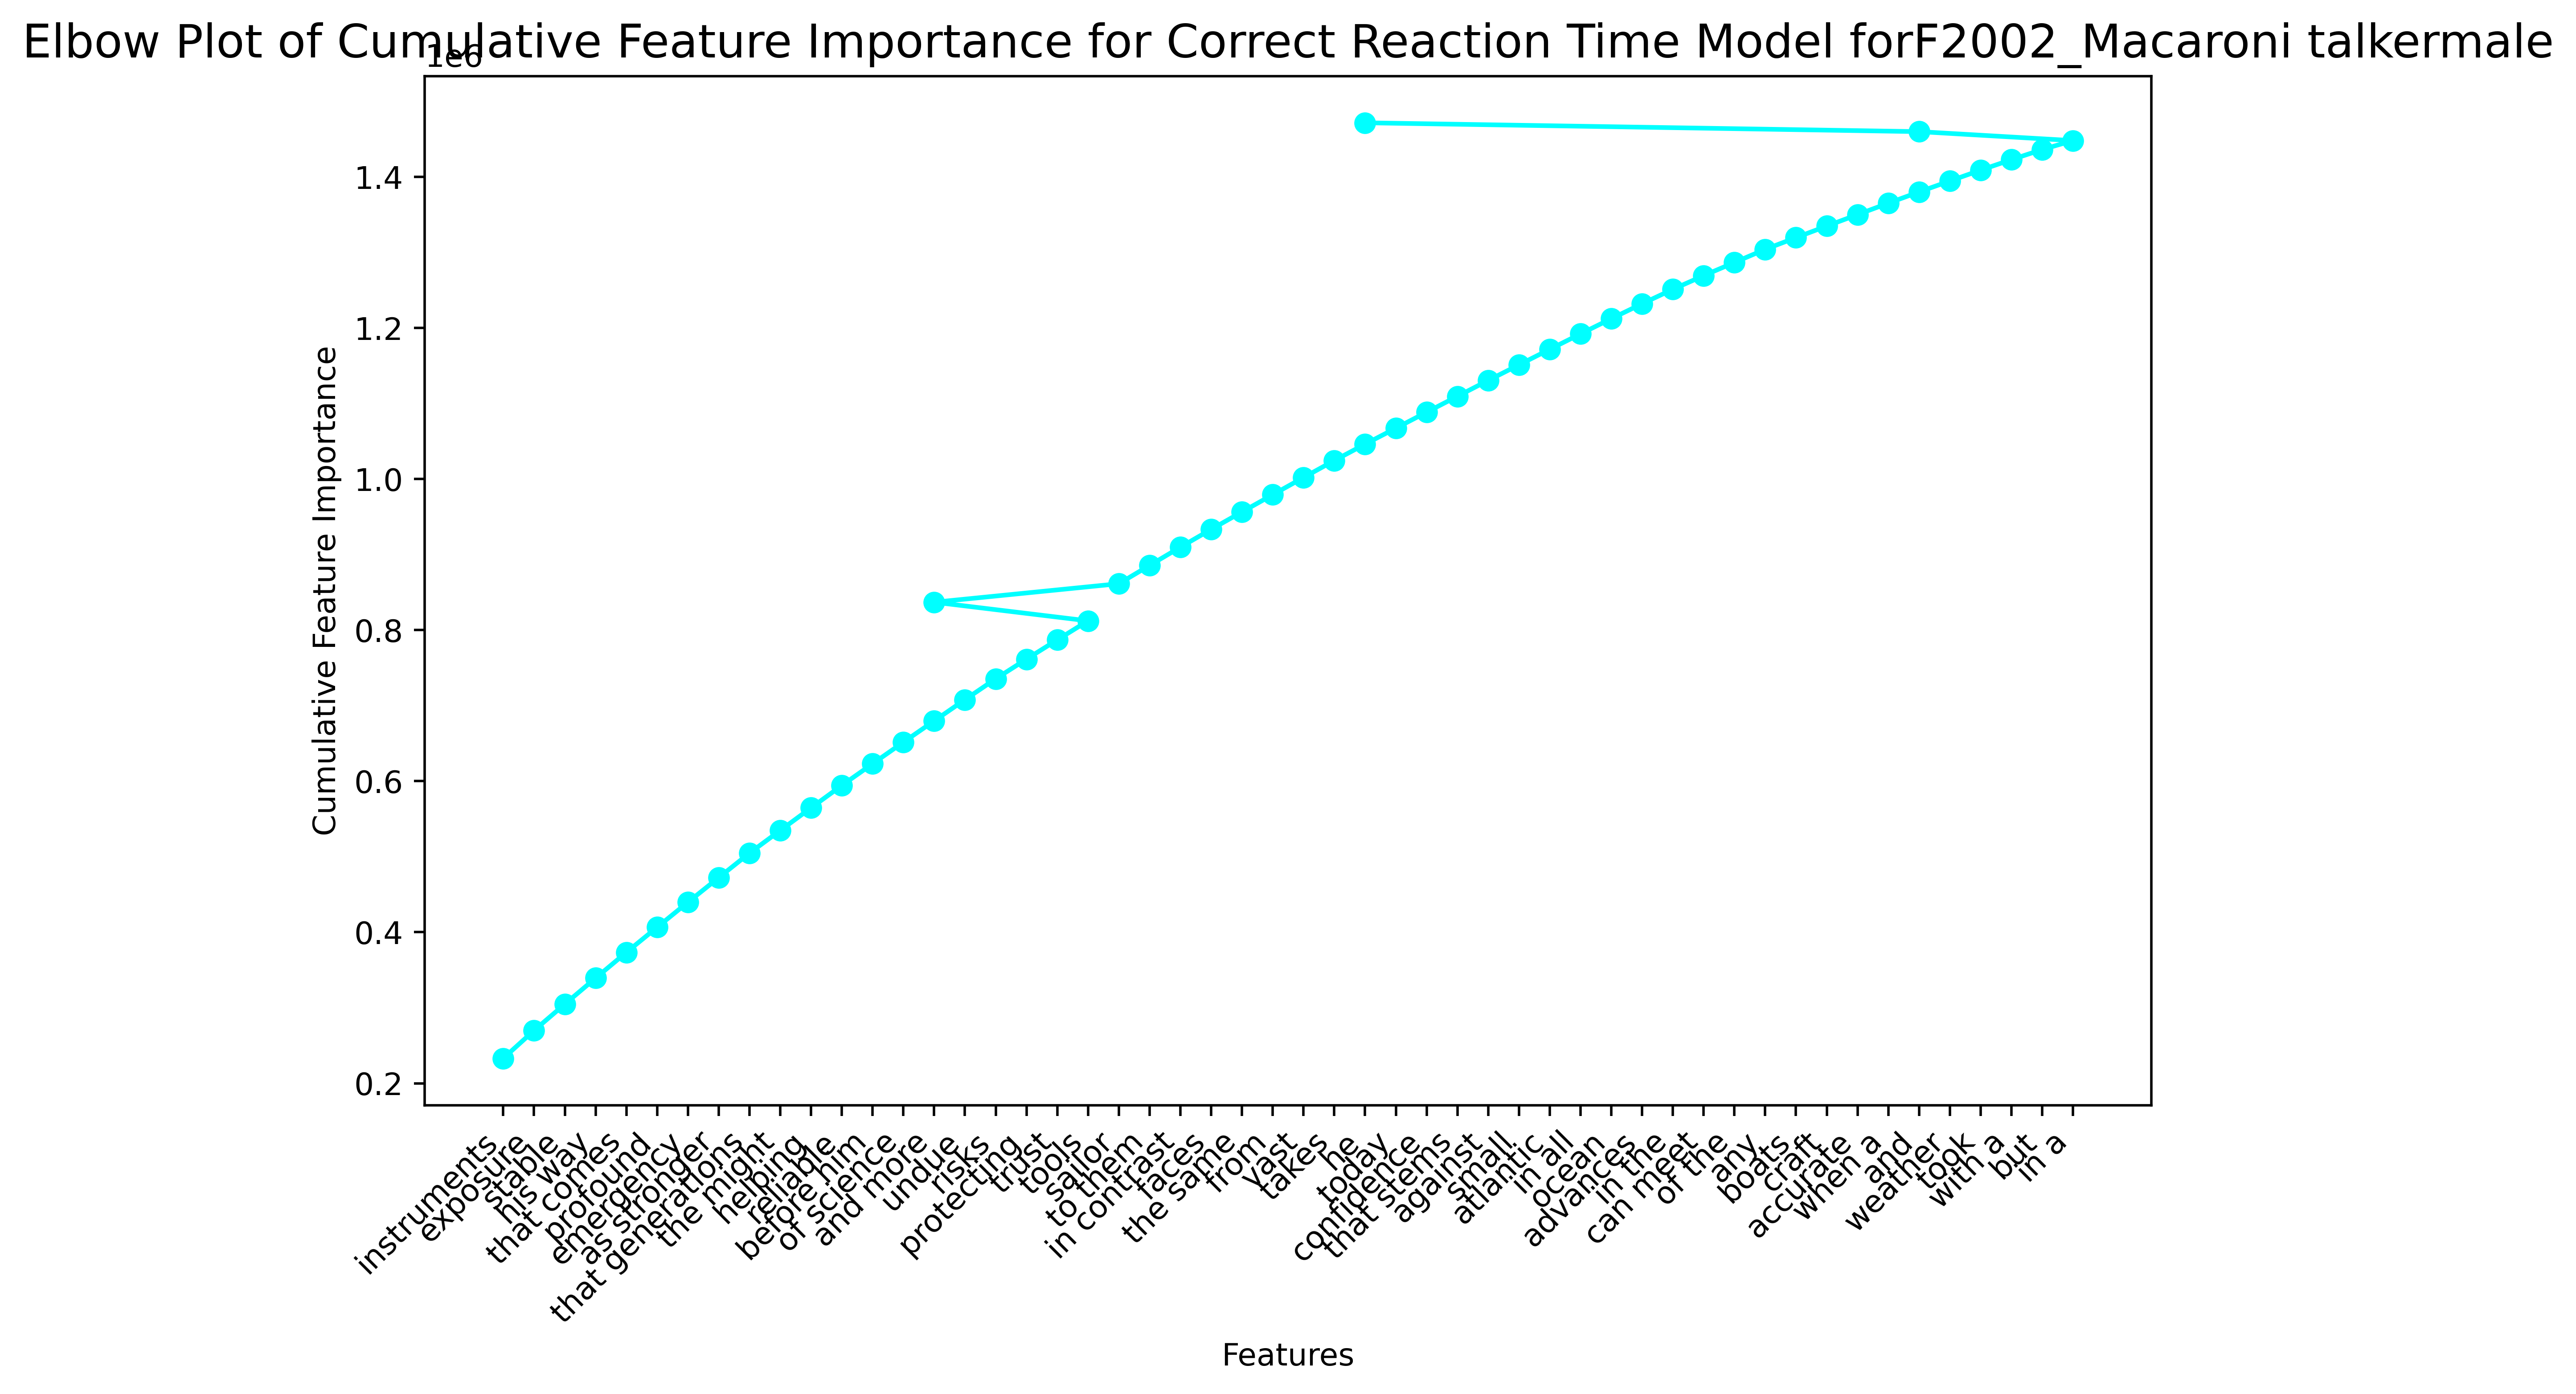 Elbow Plot of Cumulative Feature Importance for Correct Reaction Time Model forF2002_Macaroni talkermale
1e6
1.4
1.2
1.0
0.8
0.6
0.4
0.2
Cumulative Feature Importance
instruments
exposure
stable
his way
that comes
profound
emergency
as stronger
that generations
the might
helping
reliable
before him
of science
and more
undue
risks
protecting
trust
tools
sailor
to them
in contrast
faces
the same
from
vast
takes
he
today
confidence
that stems
against
small
atlantic
in all
ocean
advances
in the
can meet
of the
any
boats
craft
accurate
when a
and
weather
took
with a
but
in a
Features